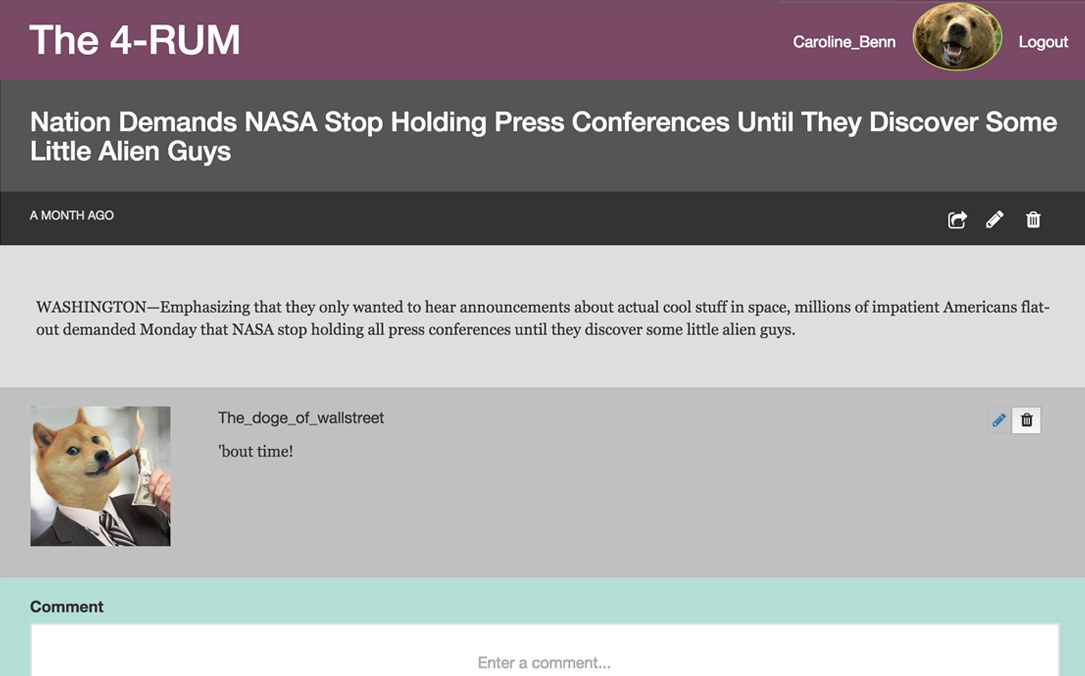 The 4-RUM
Caroline_Benn
Logout
Nation Demands NASA Stop Holding Press Conferences Until They Discover Some
Little Alien Guys
A MONTH AGO
WASHINGTON—Emphasizing that they only wanted to hear announcements about actual cool stuff in space, millions of impatient Americans flat-
out demanded Monday that NASA stop holding all press conferences until they discover some little alien guys.
The_doge_of_wallstreet
'bout time!
Comment
Enter a comment...